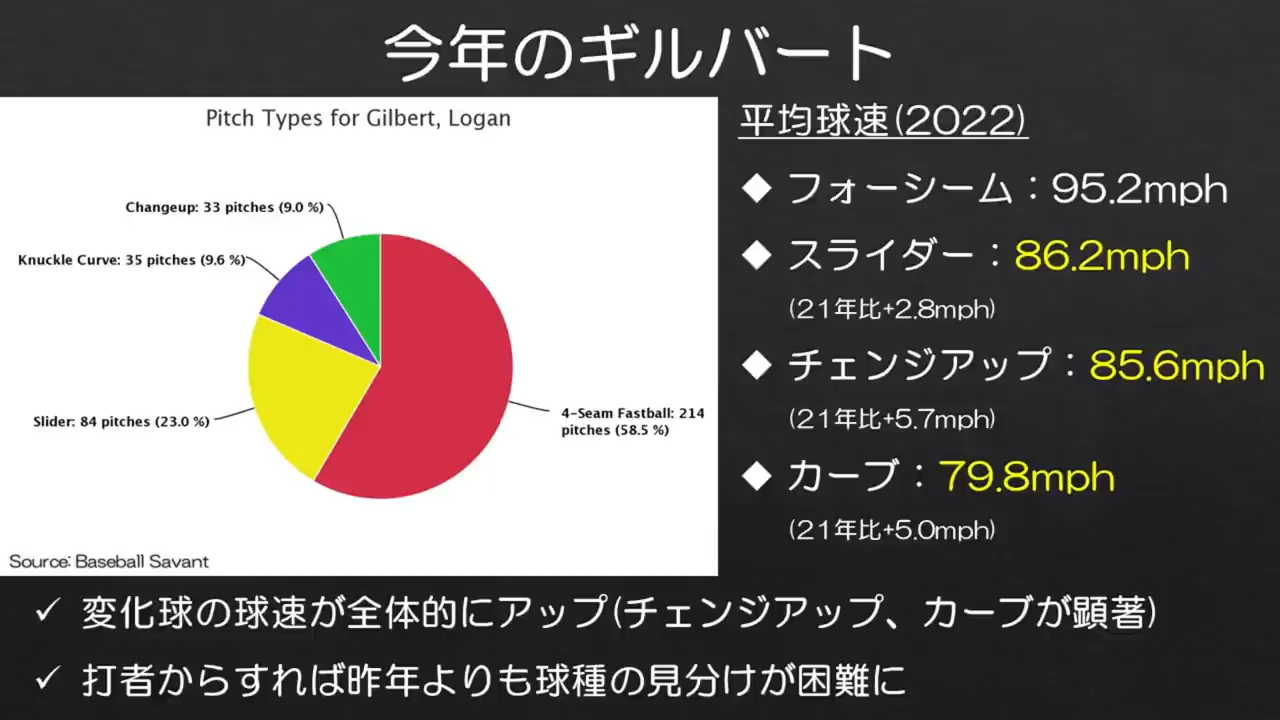 今年のギルバート
Pitch Types for Gilbert, Logan
Changeup: 33 pitches (9.0 %)
Knuckle Curve: 35 pitches (9.6 %)
Slider: 84 pitches (23.0 %)
4-Seam Fastball: 214
pitches (58.5 %)
Source: Baseball Savant
平均球速(2022)
◆ フォーシーム：95.2mph
◆ スライダー：86.2mph
(21年比+2.8mph)
◆ チェンジアップ：85.6mph
(21年比+5.7mph)
◆ カーブ：79.8mph
(21年比+5.0mph)
✓ 変化球の球速が全体的にアップ(チェンジアップ、カーブが顕著)
✓ 打者からすれば昨年よりも球種の見分けが困難に